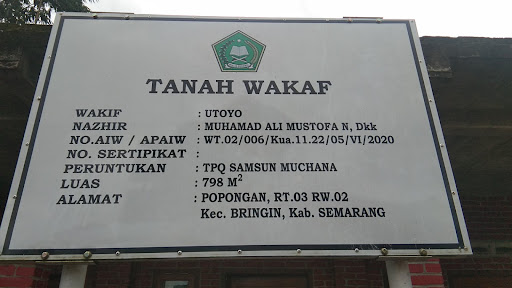 TANAH WAKAF
WAKIF : UTOYO
NAZHIR : MUHAMAD ALI MUSTOFA N, Dkk
NO.AIW / APAIW : WT.02/006/Kua.11.22/05/VI/2020
NO. SERTIPIKAT :
PERUNTUKAN : TPQ SAMSUN MUCHANA
LUAS : 798 M²
ALAMAT : POPONGAN, RT.03 RW.02
Kec. BRINGIN, Kab. SEMARANG